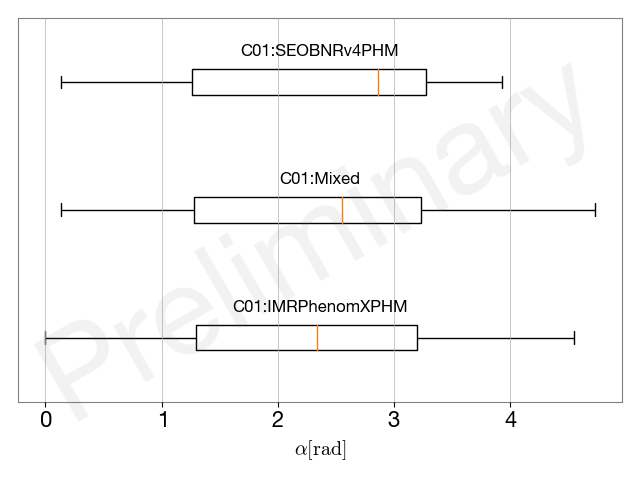 C01:SEOBNRv4PHM
C01:Mixed
C01:IMRPhenomXPHM
Preliminary
0 1 2 3 4
α[rad]